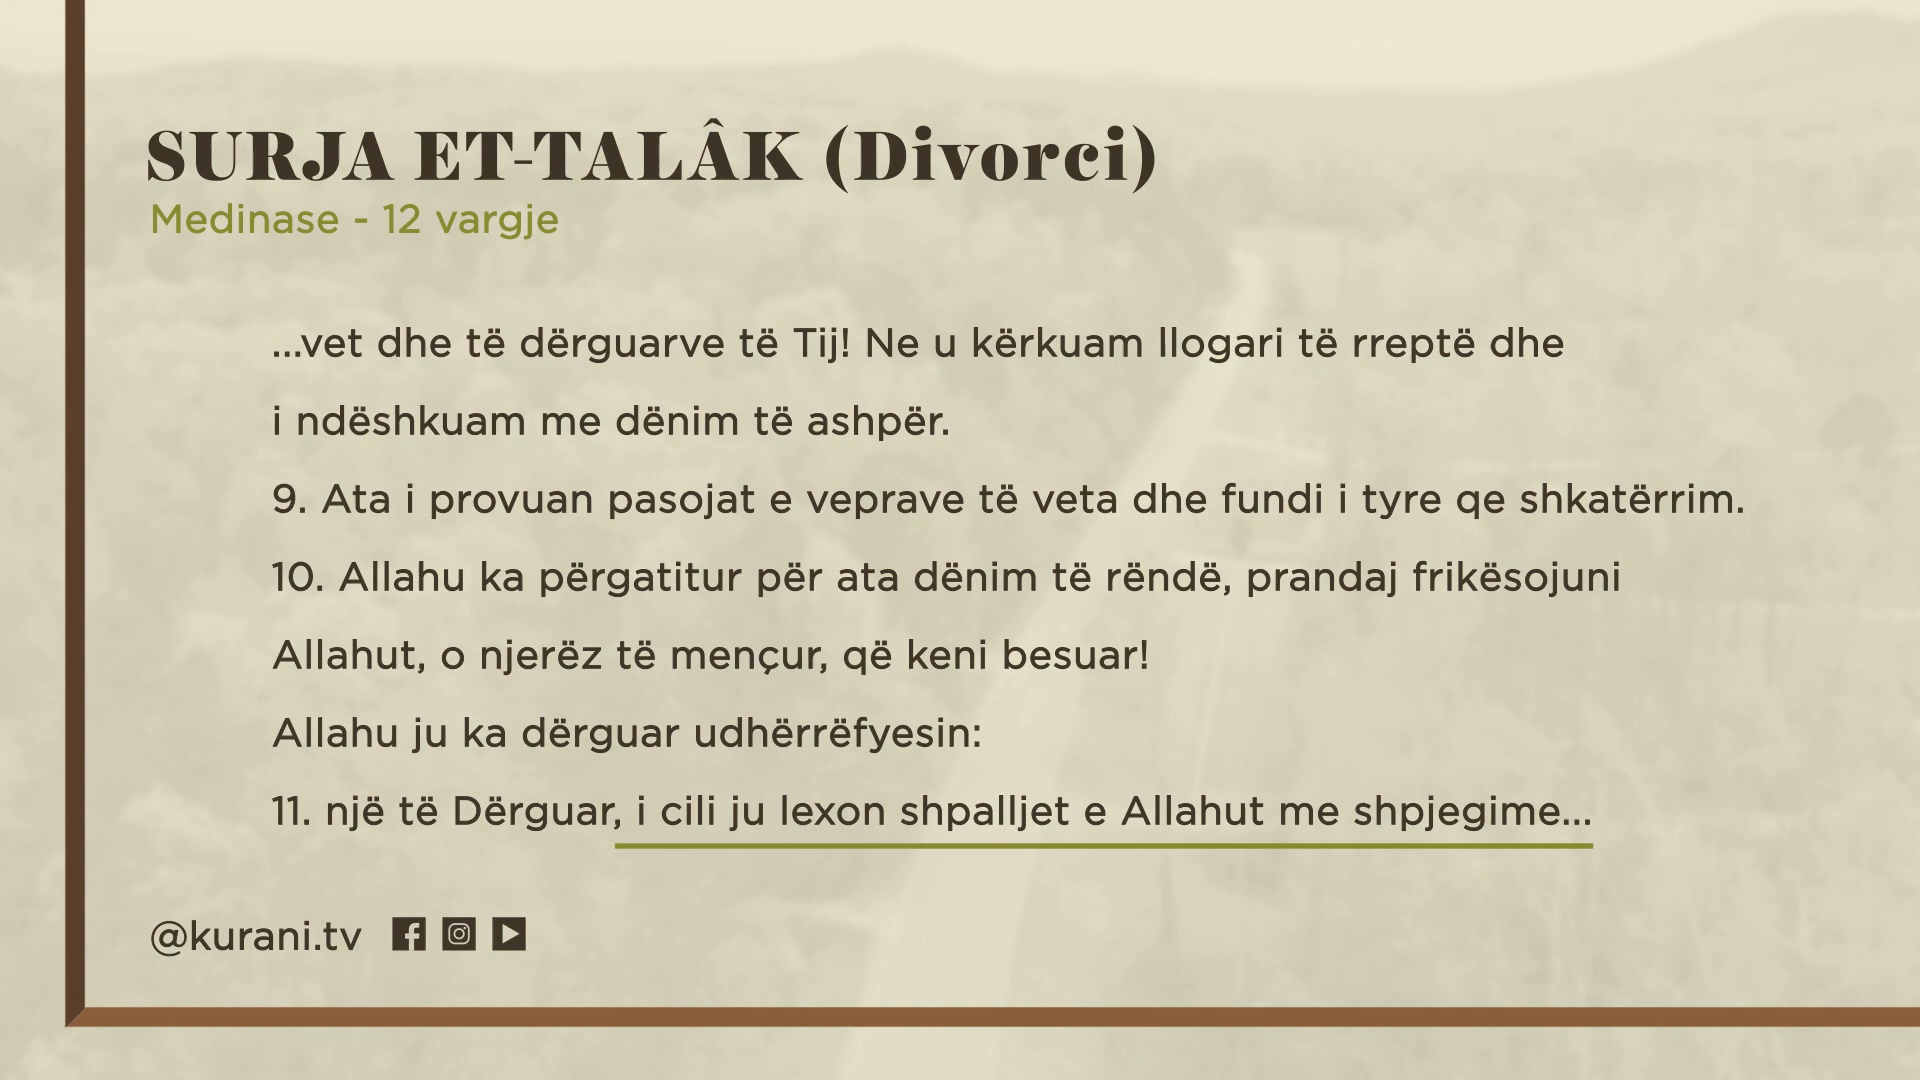 SURJA ET-TALÂK (Divorci)
Medinase - 12 vargje
...vet dhe të dërguarve të Tij! Ne u kërkuam llogari të rreptë dhe
i ndëshkuam me dënim të ashpër.
9. Ata i provuan pasojat e veprave të veta dhe fundi i tyre qe shkatërrim.
10. Allahu ka përgatitur për ata dënim të rëndë, prandaj frikësojuni
Allahut, o njerëz të mençur, që keni besuar!
Allahu ju ka dërguar udhërrëfyesin:
11. një të Dërguar, i cili ju lexon shpalljet e Allahut me shpjegime...
@kurani.tv